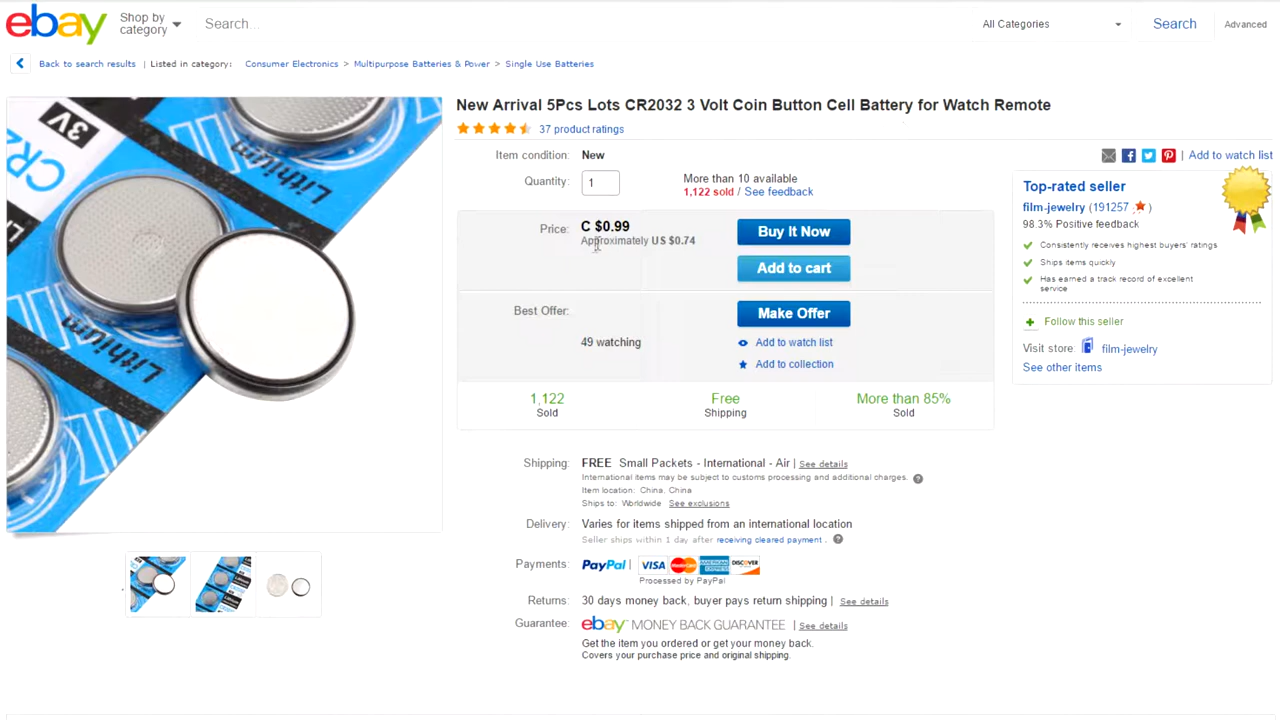 ebay
Shop by category
Search...
All Categories
Search
Advanced
Back to search results | Listed in category: Consumer Electronics > Multipurpose Batteries & Power > Single Use Batteries
3V
Lithium
Lithium
New Arrival 5Pcs Lots CR2032 3 Volt Coin Button Cell Battery for Watch Remote
37 product ratings
Item condition: New
Quantity: 1
More than 10 available
1,122 sold / See feedback
Price: C $0.99
Approximately US $0.74
Buy It Now
Add to cart
Best Offer:
Make Offer
49 watching
Add to watch list
Add to collection
1,122 Sold
Free Shipping
More than 85% Sold
Shipping: FREE Small Packets - International - Air | See details
International items may be subject to customs processing and additional charges. ?
Item location: China, China
Ships to: Worldwide See exclusions
Delivery: Varies for items shipped from an international location
Seller ships within 1 day after receiving cleared payment . ?
Payments: PayPal | VISA MasterCard AMERICAN EXPRESS DISCOVER
Processed by PayPal
Returns: 30 days money back, buyer pays return shipping | See details
Guarantee: ebay MONEY BACK GUARANTEE | See details
Get the item you ordered or get your money back.
Covers your purchase price and original shipping.
| Add to watch list
Top-rated seller
film-jewelry (191257 )
98.3% Positive feedback
Consistently receives highest buyers' ratings
Ships items quickly
Has earned a track record of excellent
service
+ Follow this seller
Visit store: film-jewelry
See other items